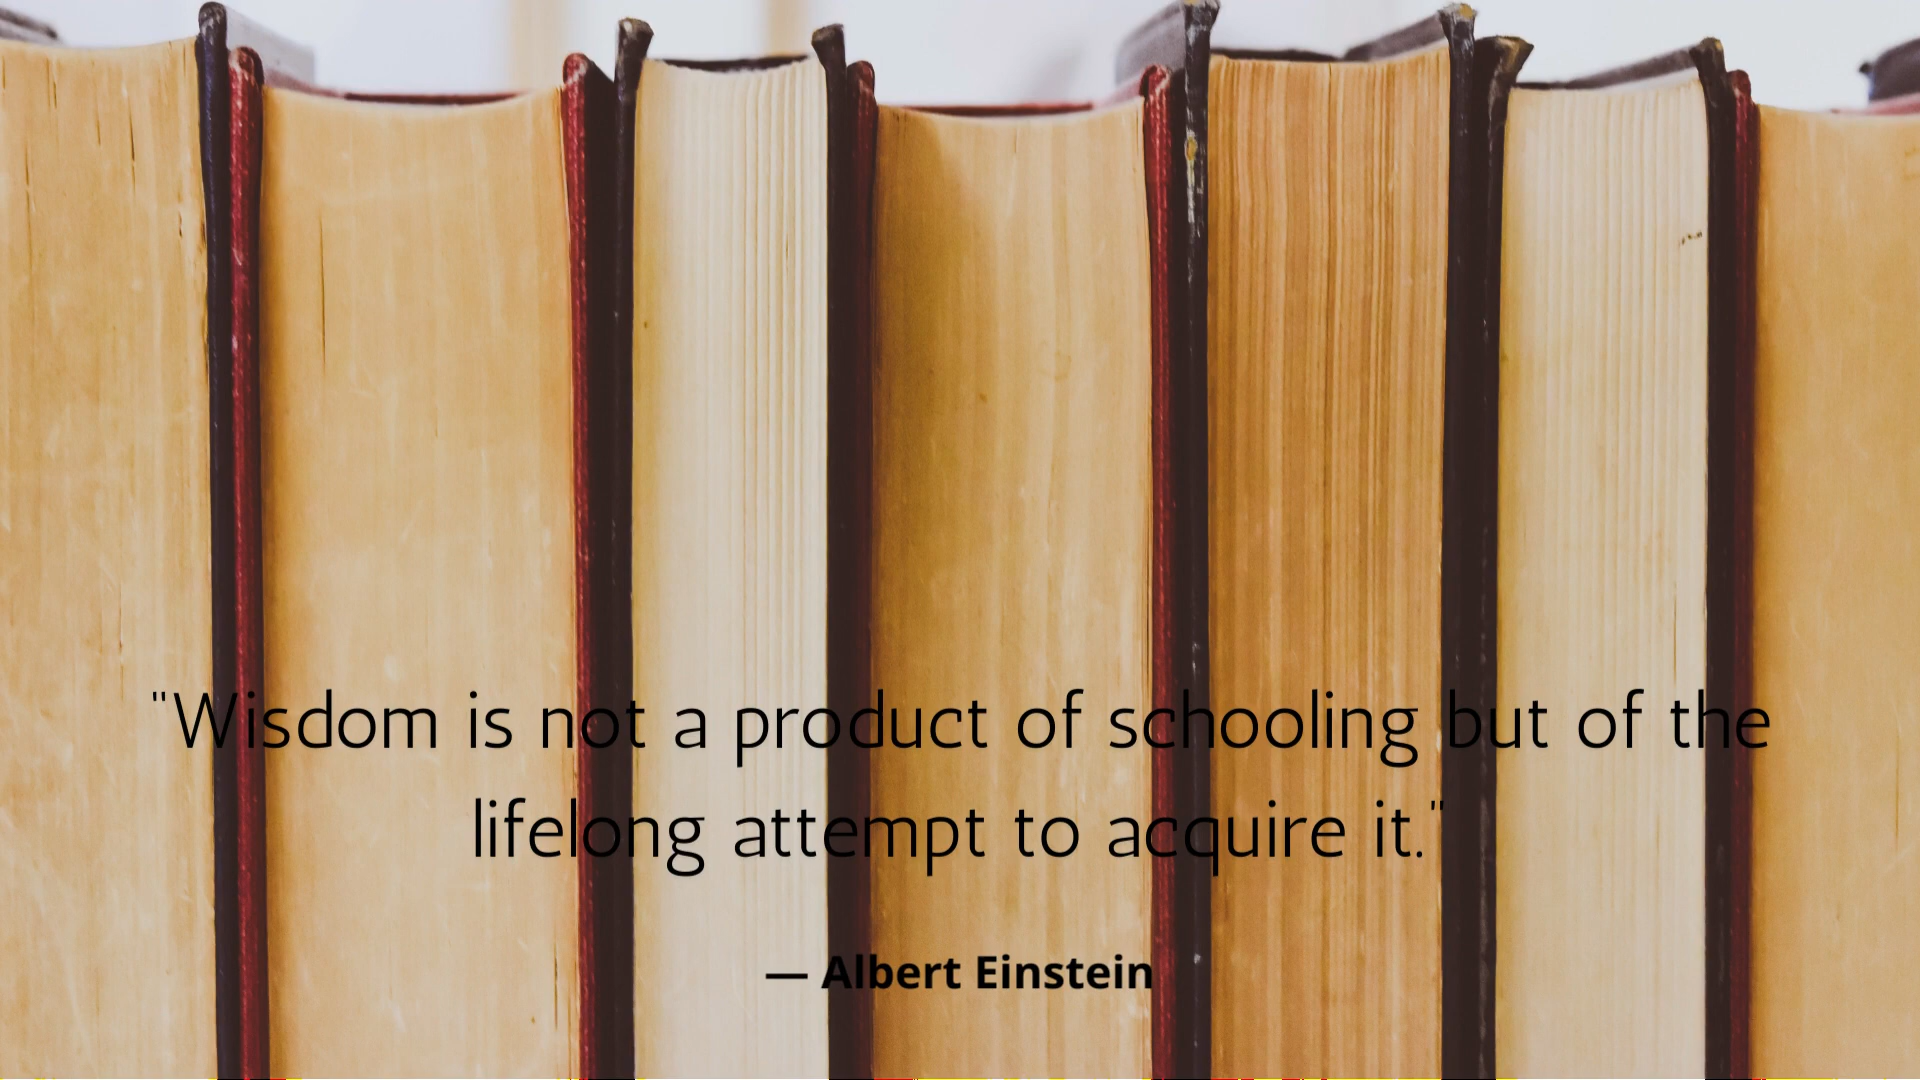 "Wisdom is not a product of schooling but of the
lifelong attempt to acquire it."
— Albert Einstein